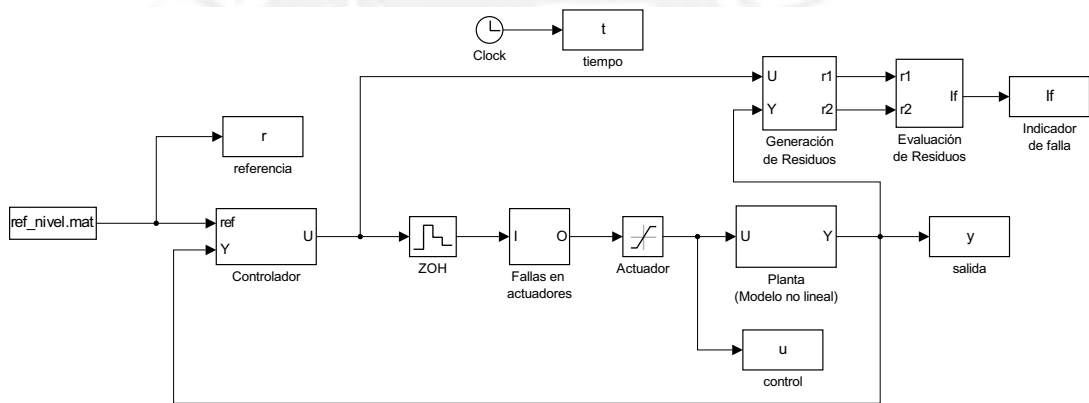 t
Clock
tiempo
U
Y
r1
r2
Generación
de Residuos
r1
r2
If
Evaluación
de Residuos
If
Indicador
de falla
r
referencia
ref_nivel.mat
ref
Y
U
Controlador
ZOH
I
O
Fallas en
actuadores
Actuador
U
Y
Planta
(Modelo no lineal)
y
salida
u
control